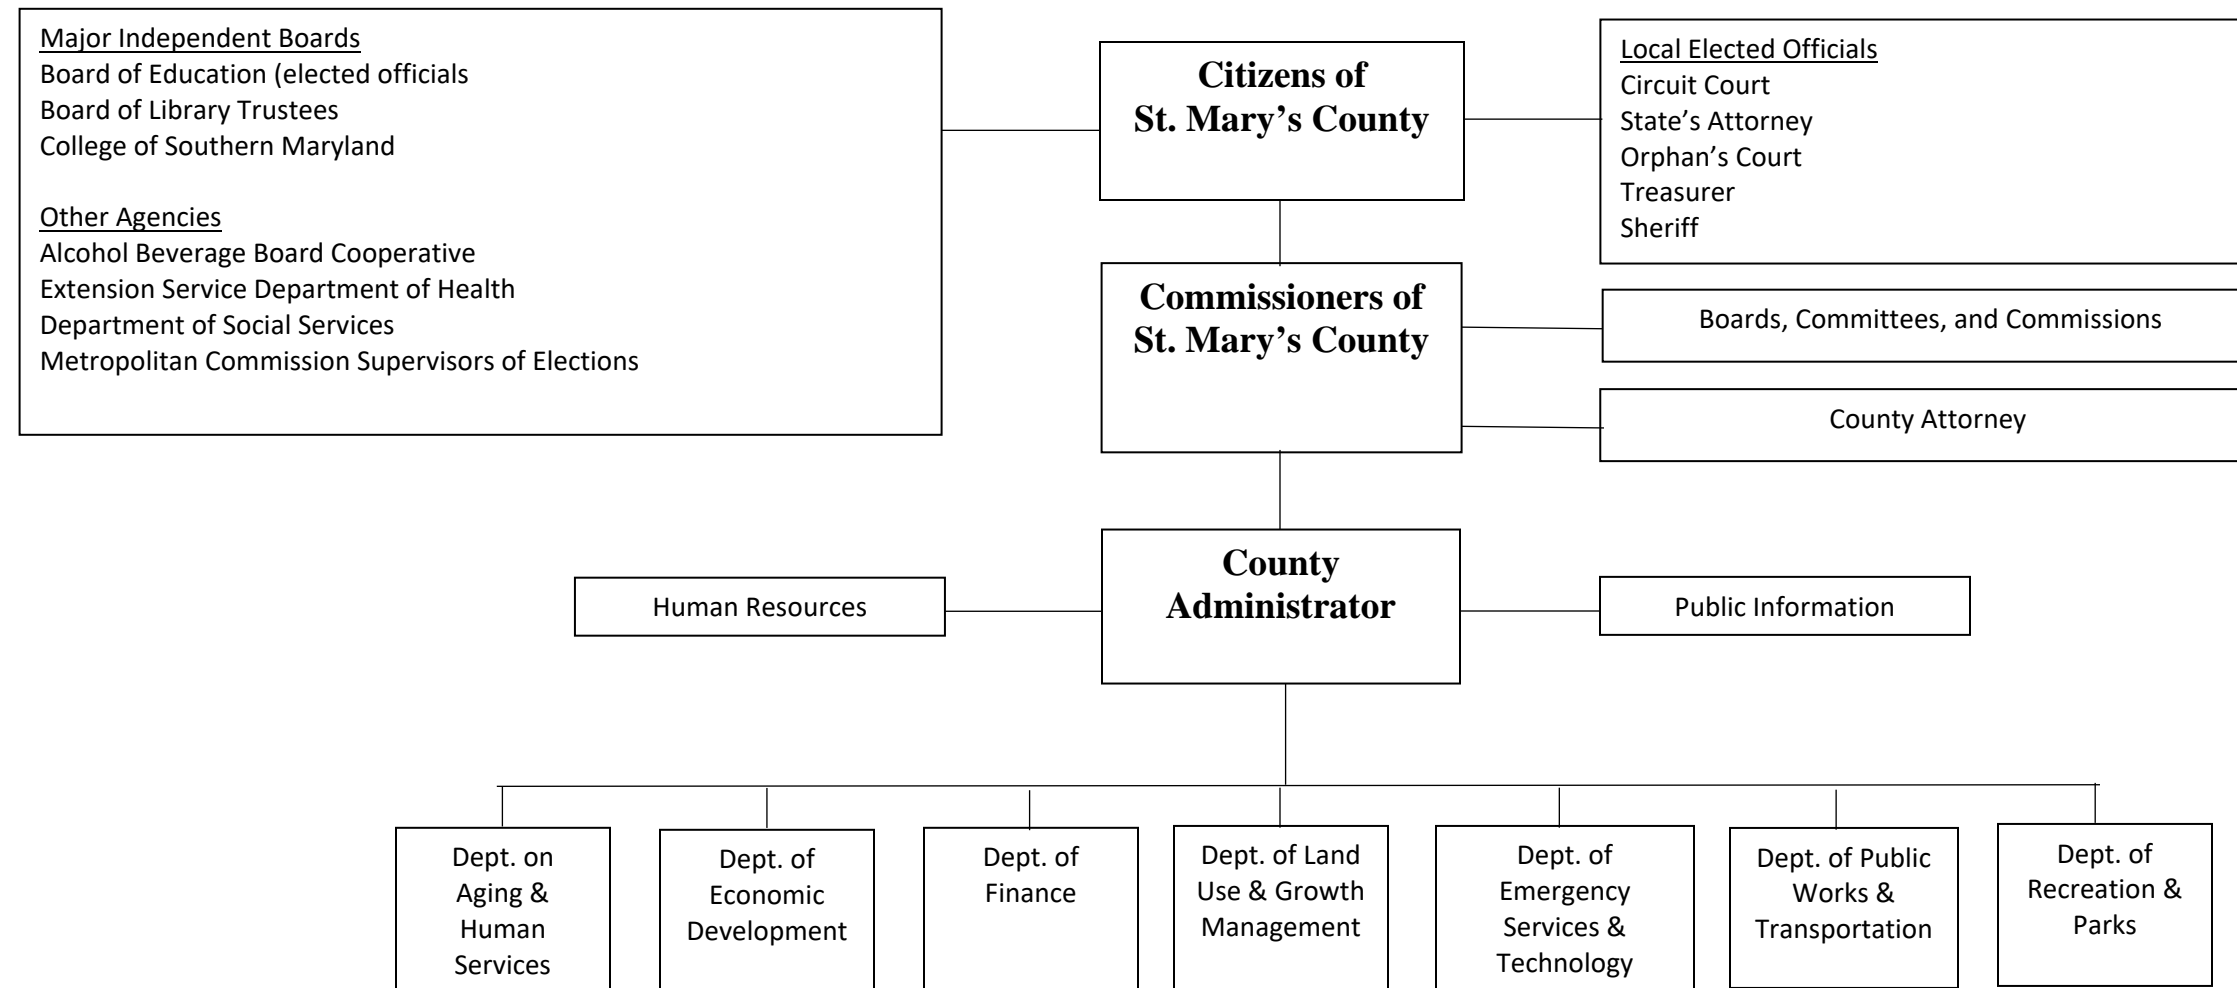 Major Independent Boards
Board of Education (elected officials
Board of Library Trustees
College of Southern Maryland
Other Agencies
Alcohol Beverage Board Cooperative
Extension Service Department of Health
Department of Social Services
Metropolitan Commission Supervisors of Elections
Citizens of
St. Mary’s County
Local Elected Officials
Circuit Court
State’s Attorney
Orphan’s Court
Treasurer
Sheriff
Commissioners of
St. Mary’s County
Boards, Committees, and Commissions
County Attorney
County
Administrator
Human Resources
Public Information
Dept. on
Aging &
Human
Services
Dept. of
Economic
Development
Dept. of
Finance
Dept. of Land
Use & Growth
Management
Dept. of
Emergency
Services &
Technology
Dept. of Public
Works &
Transportation
Dept. of
Recreation &
Parks